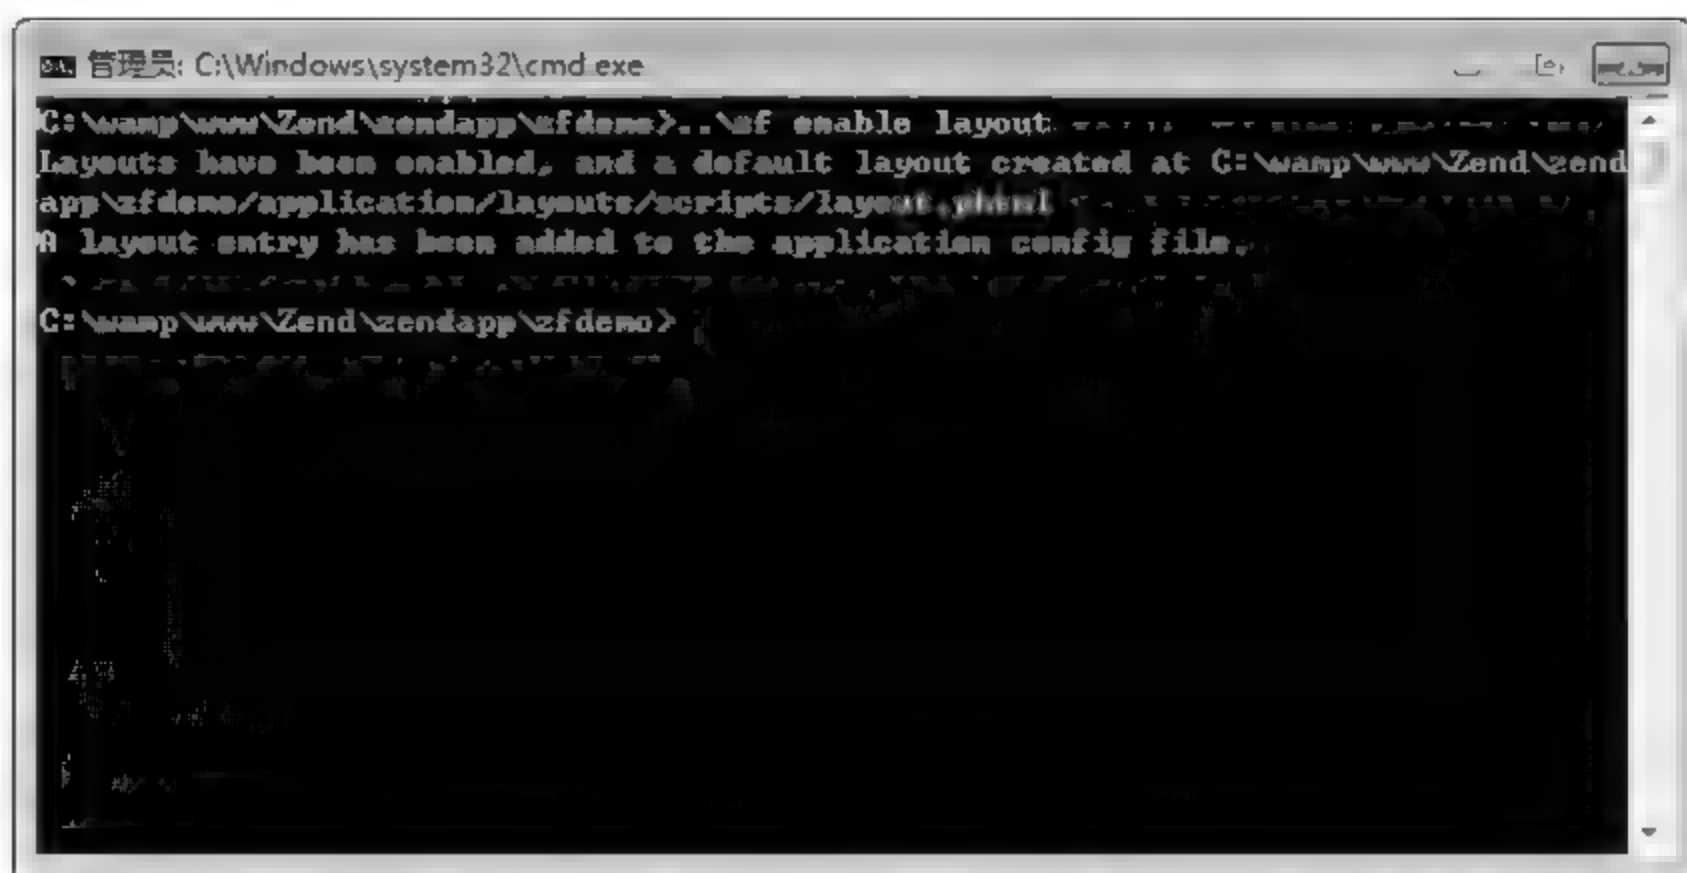 管理员: C:\Windows\system32\cmd.exe
C:\wamp\www\Zend\zendapp\zfdemo>..\zf enable layout
Layouts have been enabled, and a default layout created at C:\wamp\www\Zend\zend
app\zfdemo/application/layouts/scripts/layout.phtml
A layout entry has been added to the application config file.
C:\wamp\www\Zend\zendapp\zfdemo>